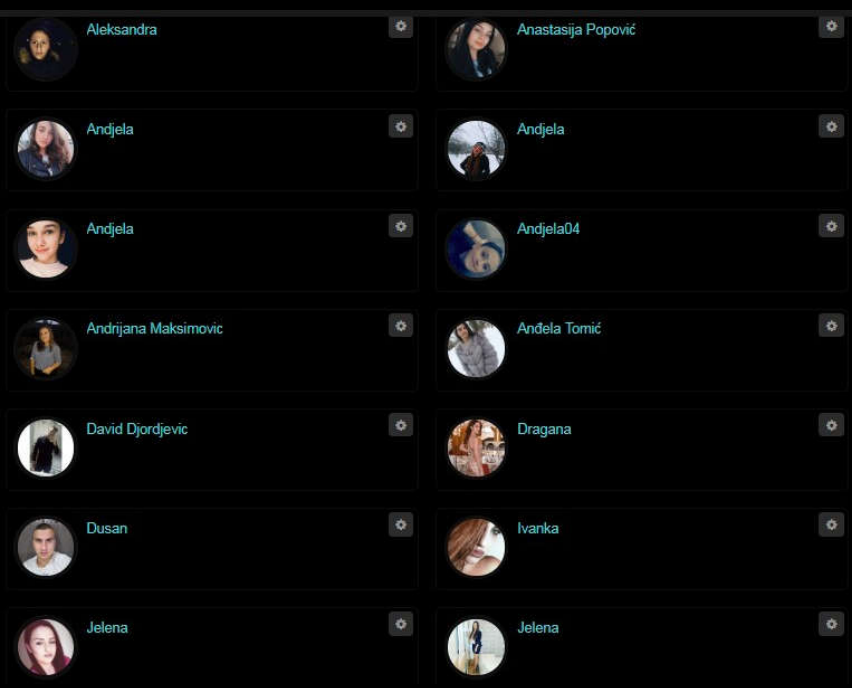 Aleksandra
Anastasija Popović
Andjela
Andjela
Andjela
Andjela04
Andrijana Maksimovic
Anđela Tomić
David Djordjevic
Dragana
Dusan
Ivanka
Jelena
Jelena